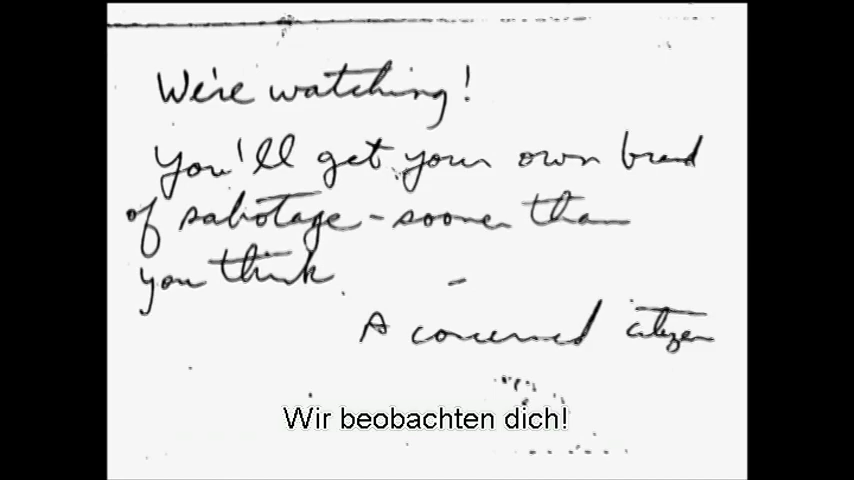 We're watching!
You'll get your own brand
of sabotage - sooner than
you think.
- A concerned citizen
Wir beobachten dich!